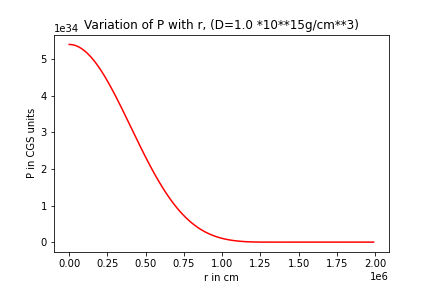 Variation of P with r, (D=1.0 *10**15g/cm**3)
1e34
5
4
3
2
1
0
P in CGS units
0.00 0.25 0.50 0.75 1.00 1.25 1.50 1.75 2.00
r in cm
1e6